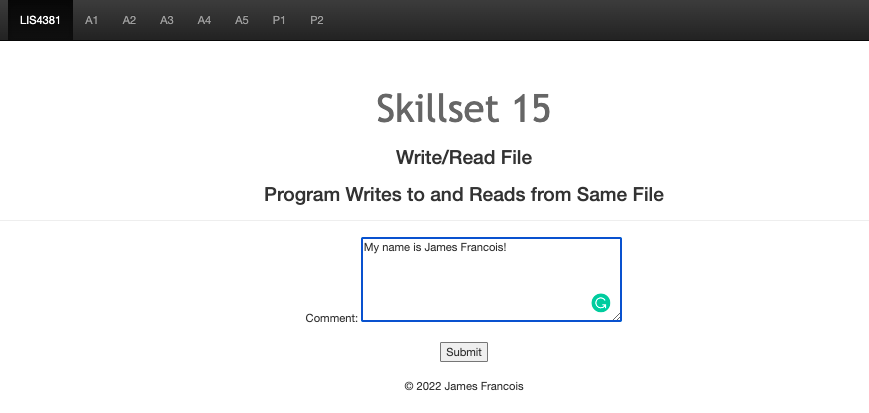 LIS4381 A1 A2 A3 A4 A5 P1 P2
Skillset 15
Write/Read File
Program Writes to and Reads from Same File
My name is James Francois!
Comment:
Submit
© 2022 James Francois